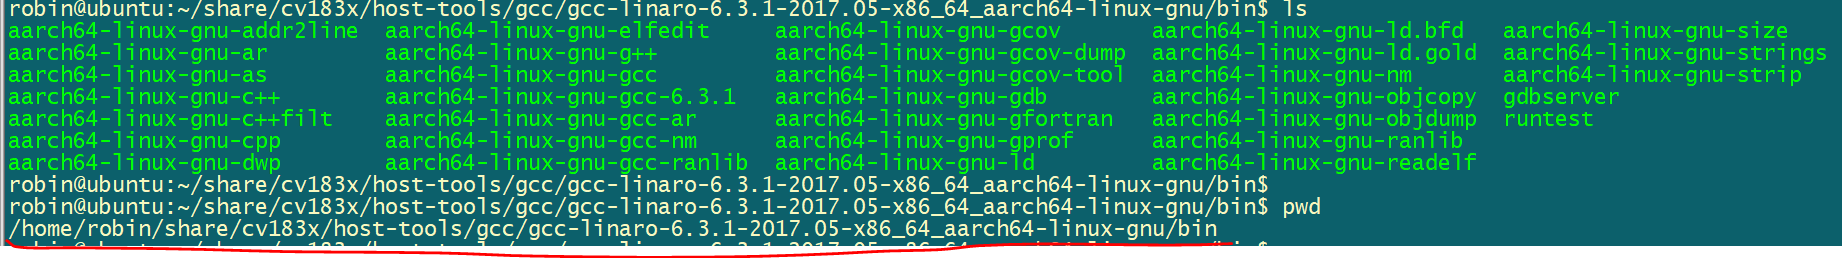 robin@ubuntu:~/share/cv183x/host-tools/gcc/gcc-linaro-6.3.1-2017.05-x86_64_aarch64-linux-gnu/bin$ ls
aarch64-linux-gnu-addr2line aarch64-linux-gnu-elfedit aarch64-linux-gnu-gcov aarch64-linux-gnu-ld.bfd aarch64-linux-gnu-size
aarch64-linux-gnu-ar aarch64-linux-gnu-g++ aarch64-linux-gnu-gcov-dump aarch64-linux-gnu-ld.gold aarch64-linux-gnu-strings
aarch64-linux-gnu-as aarch64-linux-gnu-gcc aarch64-linux-gnu-gcov-tool aarch64-linux-gnu-nm aarch64-linux-gnu-strip
aarch64-linux-gnu-c++ aarch64-linux-gnu-gcc-6.3.1 aarch64-linux-gnu-gdb aarch64-linux-gnu-objcopy gdbserver
aarch64-linux-gnu-c++filt aarch64-linux-gnu-gcc-ar aarch64-linux-gnu-gfortran aarch64-linux-gnu-objdump runtest
aarch64-linux-gnu-cpp aarch64-linux-gnu-gcc-nm aarch64-linux-gnu-gprof aarch64-linux-gnu-ranlib
aarch64-linux-gnu-dwp aarch64-linux-gnu-gcc-ranlib aarch64-linux-gnu-ld aarch64-linux-gnu-readelf
robin@ubuntu:~/share/cv183x/host-tools/gcc/gcc-linaro-6.3.1-2017.05-x86_64_aarch64-linux-gnu/bin$
robin@ubuntu:~/share/cv183x/host-tools/gcc/gcc-linaro-6.3.1-2017.05-x86_64_aarch64-linux-gnu/bin$ pwd
/home/robin/share/cv183x/host-tools/gcc/gcc-linaro-6.3.1-2017.05-x86_64_aarch64-linux-gnu/bin